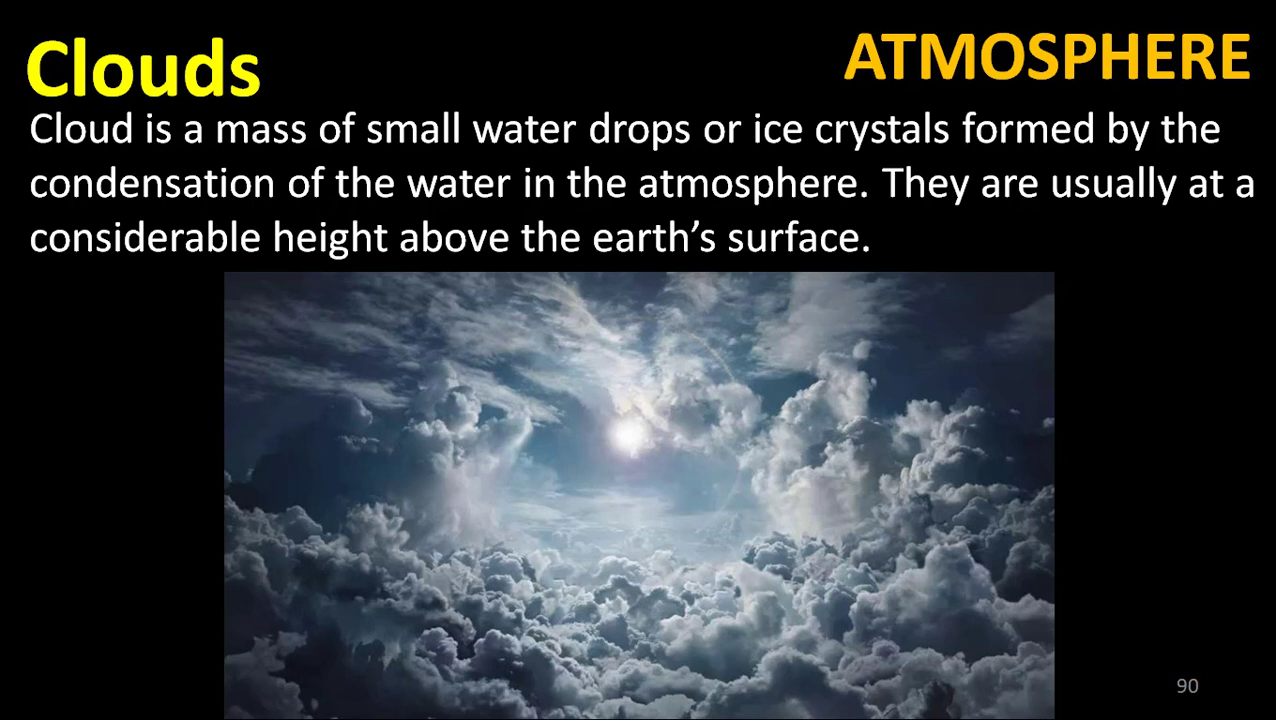 Clouds
ATMOSPHERE
Cloud is a mass of small water drops or ice crystals formed by the
condensation of the water in the atmosphere. They are usually at a
considerable height above the earth’s surface.
90